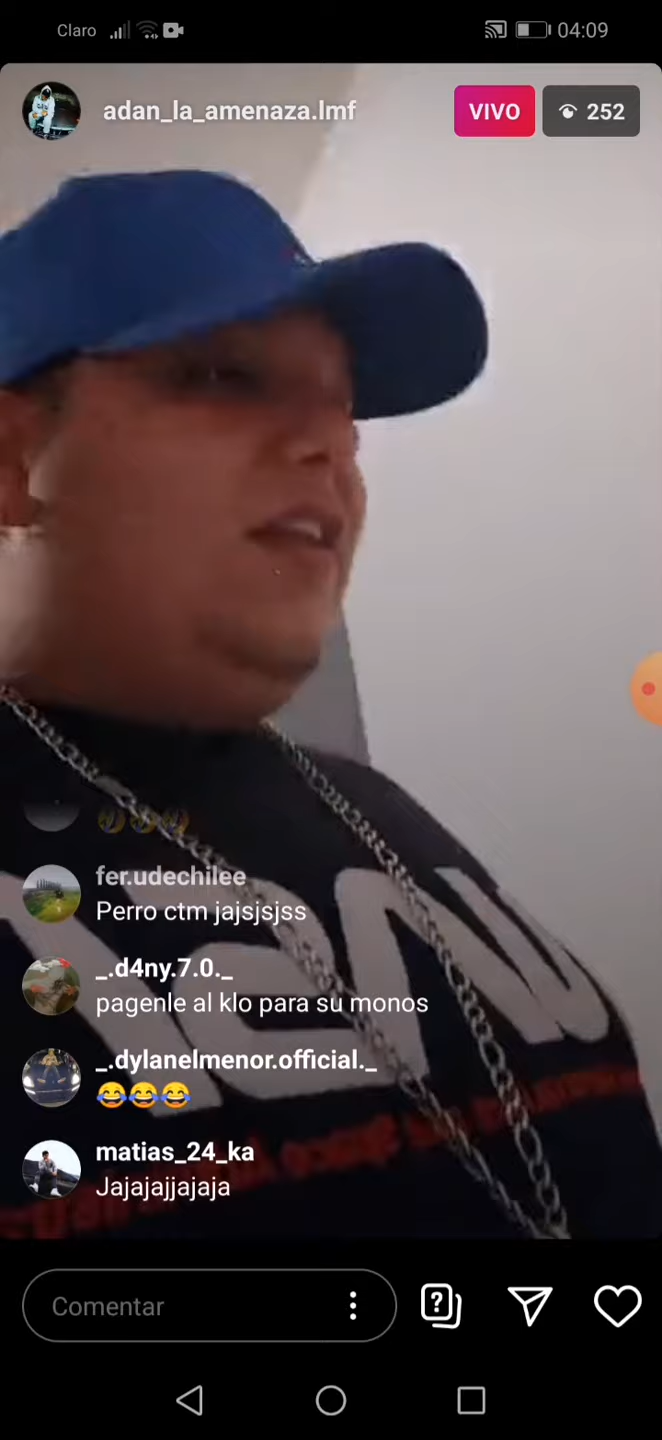 Claro
04:09
adan_la_amenaza.lmf
VIVO
252
🤣🤣🤣
fer.udechilee
Perro ctm jajsjsjss
_.d4ny.7.0._
pagenle al klo para su monos
_.dylanelmenor.official._
😂😂😂
matias_24_ka
Jajajajjajaja
Comentar